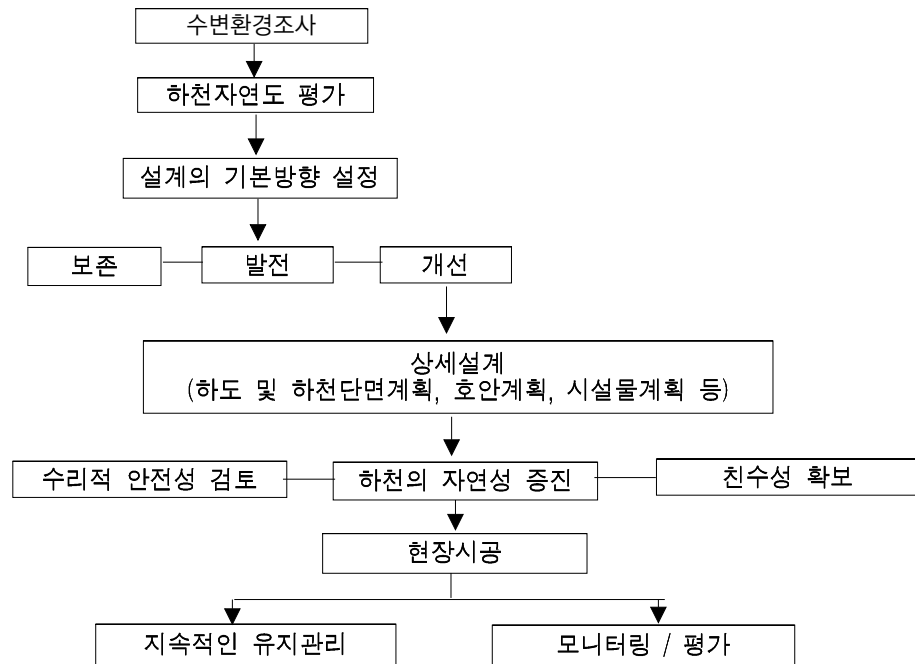 수변환경조사
하천자연도 평가
설계의 기본방향 설정
보존
발전
개선
상세설계
(하도 및 하천단면계획, 호안계획, 시설물계획 등)
수리적 안전성 검토
하천의 자연성 증진
친수성 확보
현장시공
지속적인 유지관리
모니터링 / 평가